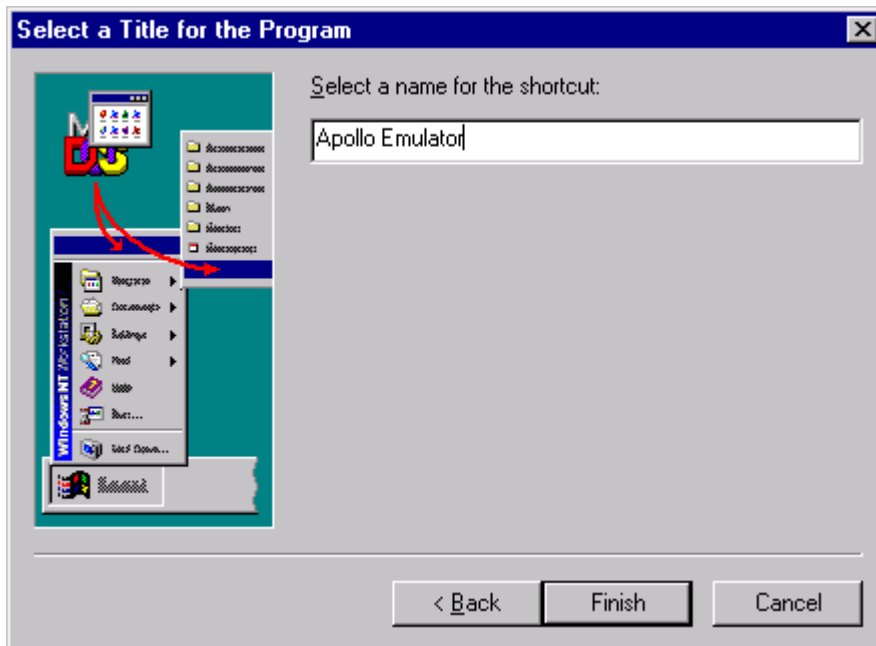 Select a Title for the Program
Select a name for the shortcut:
Apollo Emulator
Windows NT Workstation
< Back
Finish
Cancel